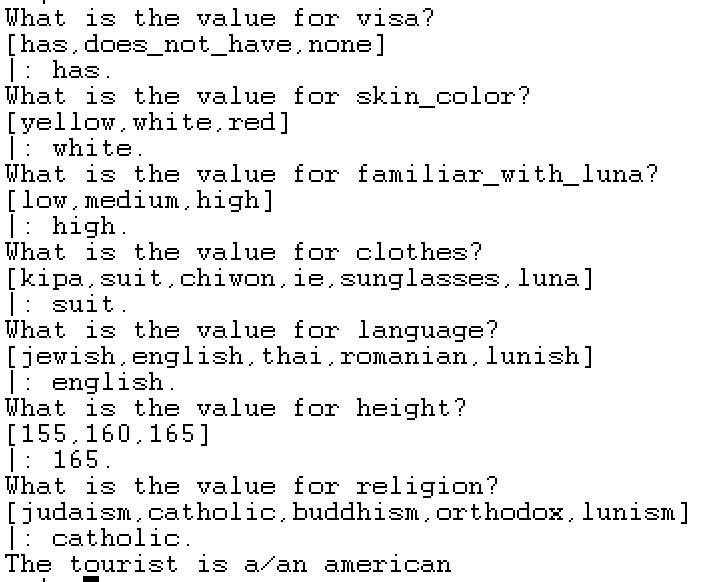 What is the value for visa?
[has,does_not_have,none]
|: has.
What is the value for skin_color?
[yellow,white,red]
|: white.
What is the value for familiar_with_luna?
[low,medium,high]
|: high.
What is the value for clothes?
[kipa,suit,chiwon,ie,sunglasses,luna]
|: suit.
What is the value for language?
[jewish,english,thai,romanian,lunish]
|: english.
What is the value for height?
[155,160,165]
|: 165.
What is the value for religion?
[judaism,catholic,buddhism,orthodox,lunism]
|: catholic.
The tourist is a/an american